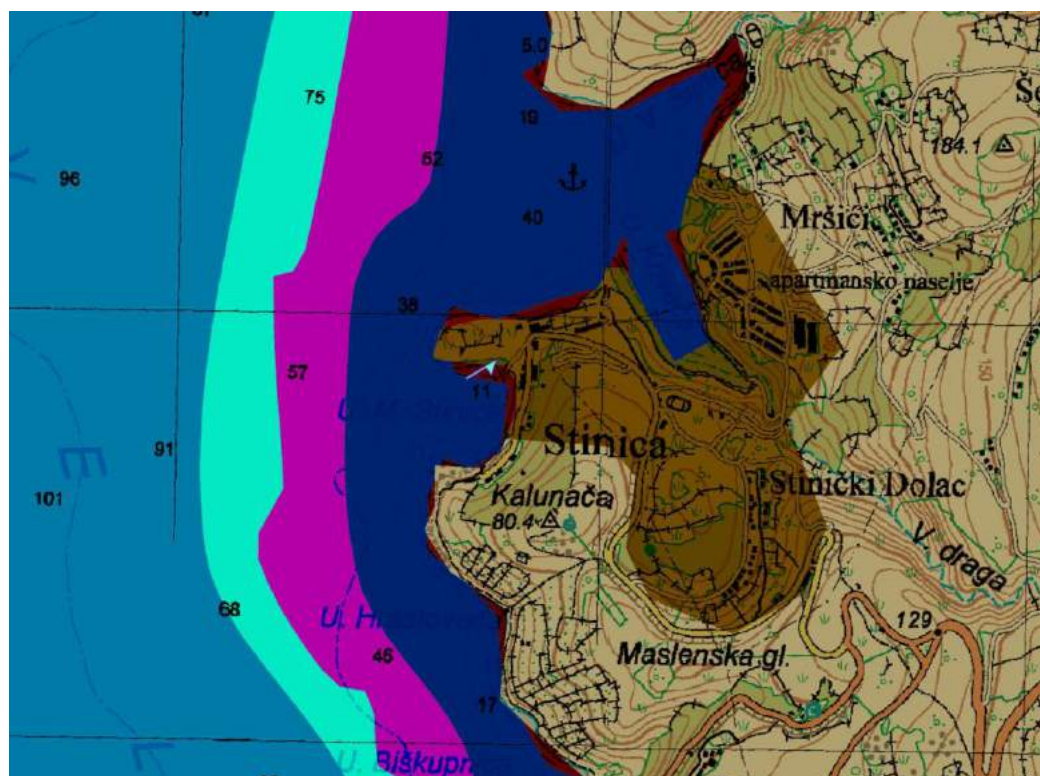 75
5.0
19
62
184.1
96
40
Mršići
apartmansko naselje
38
57
11
150
91
Stinica
101
Kalunača
Stinički Dolac
80.4
E
V. draga
68
129
46
Maslenska gl.
17
L